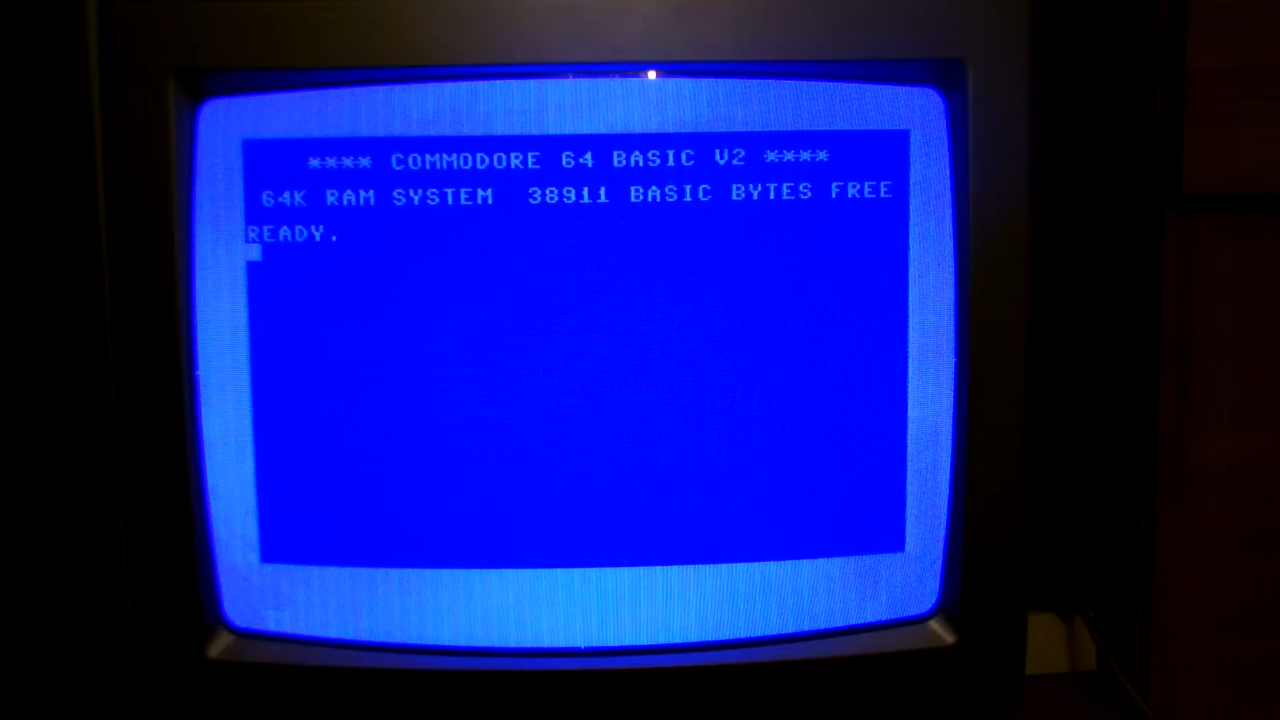 **** COMMODORE 64 BASIC V2 ****
64K RAM SYSTEM  38911 BASIC BYTES FREE
READY.